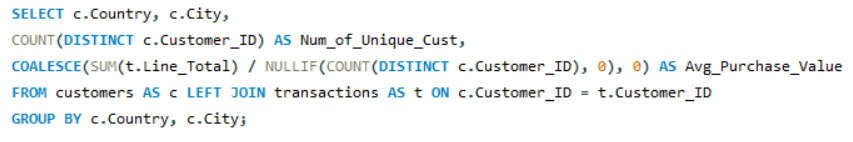 SELECT c.Country, c.City,
COUNT(DISTINCT c.Customer_ID) AS Num_of_Unique_Cust,
COALESCE(SUM(t.Line_Total) / NULLIF(COUNT(DISTINCT c.Customer_ID), 0), 0) AS Avg_Purchase_Value
FROM customers AS c LEFT JOIN transactions AS t ON c.Customer_ID = t.Customer_ID
GROUP BY c.Country, c.City;